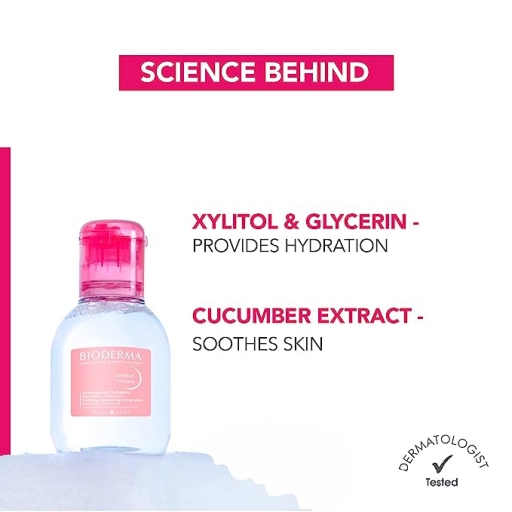 SCIENCE BEHIND
XYLITOL & GLYCERIN -
PROVIDES HYDRATION
CUCUMBER EXTRACT -
SOOTHES SKIN
BIODERMA
DERMATOLOGIST
Tested